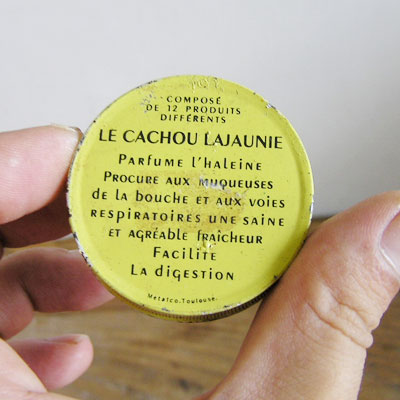 COMPOSÉ
DE 12 PRODUITS
DIFFÉRENTS
LE CACHOU LAJAUNIE
PARFUME L'HALEINE
PROCURE AUX MUQUEUSES
DE LA BOUCHE ET AUX VOIES
RESPIRATOIRES UNE SAINE
ET AGRÉABLE FRAICHEUR
FACILITE
LA DIGESTION
Metalco.Toulouse.